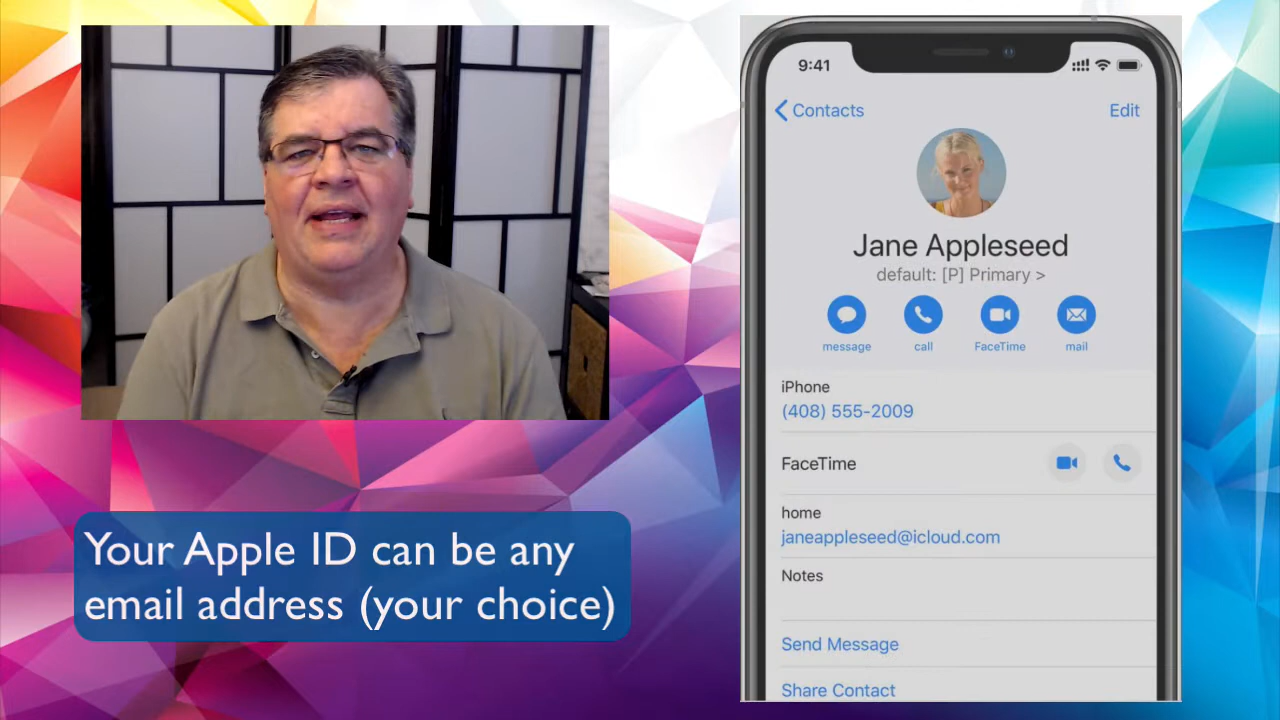 Your Apple ID can be any
email address (your choice)
9:41
Contacts
Edit
Jane Appleseed
default: [P] Primary >
message
call
FaceTime
mail
iPhone
(408) 555-2009
FaceTime
home
janeappleseed@icloud.com
Notes
Send Message
Share Contact